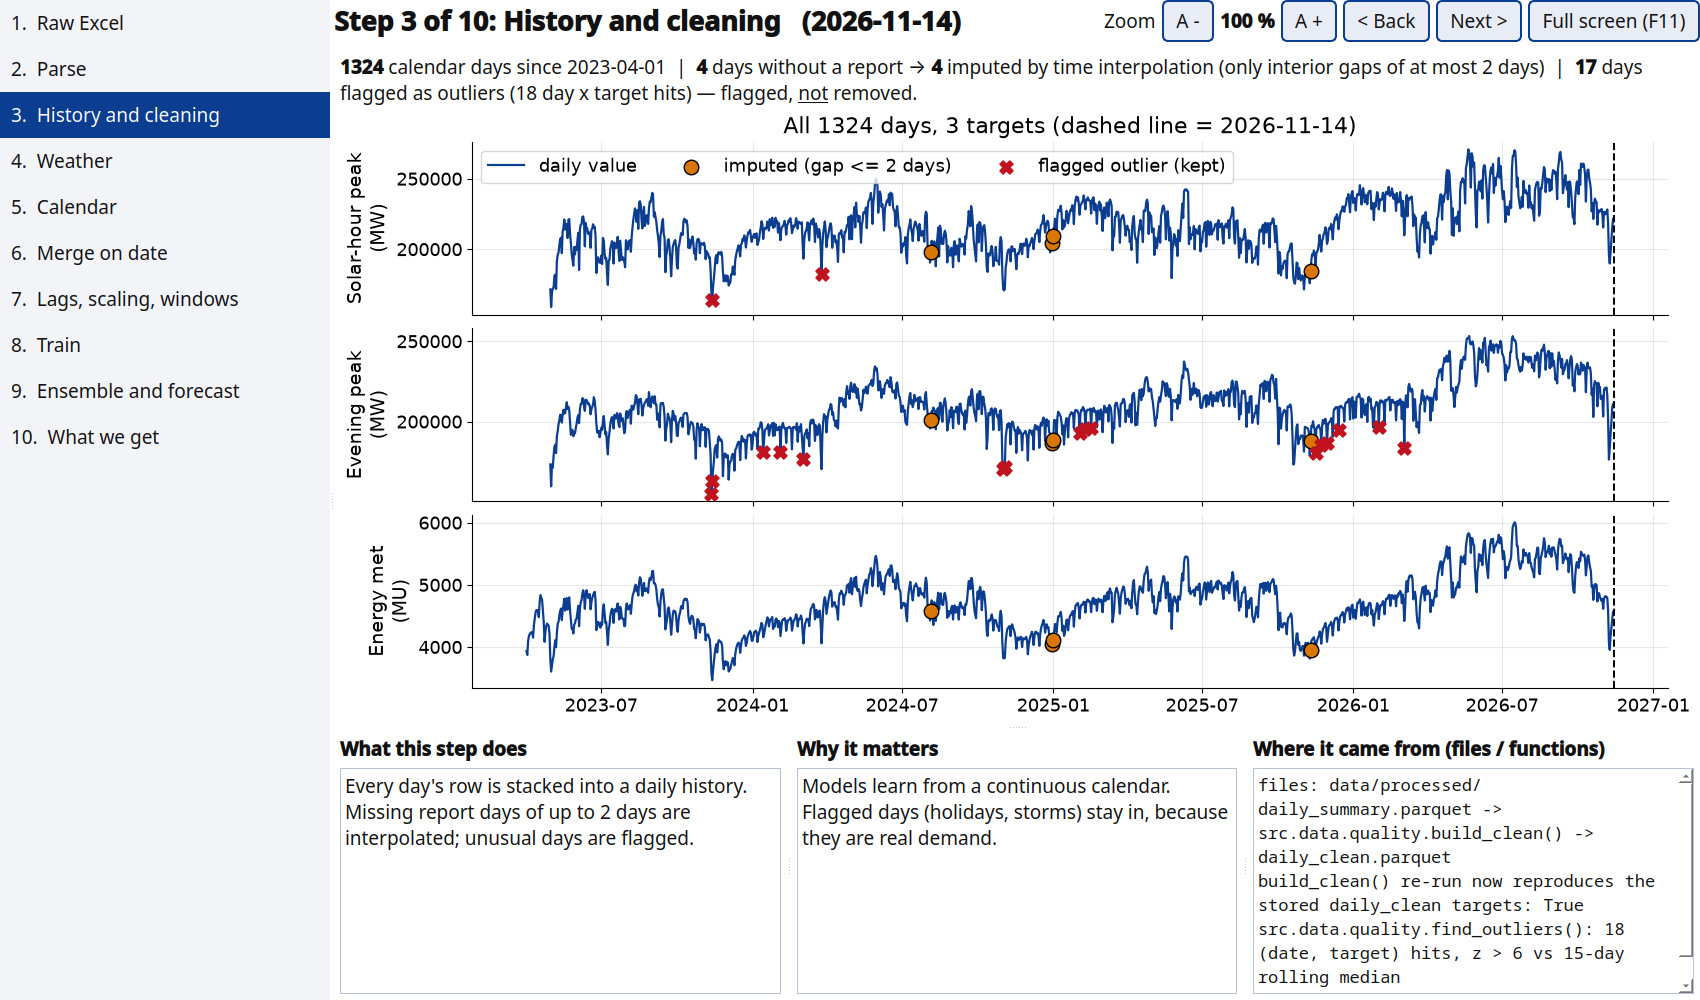 1. Raw Excel
2. Parse
3. History and cleaning
4. Weather
5. Calendar
6. Merge on date
7. Lags, scaling, windows
8. Train
9. Ensemble and forecast
10. What we get
Step 3 of 10: History and cleaning (2026-11-14)
Zoom A - 100 % A + < Back Next > Full screen (F11)
1324 calendar days since 2023-04-01 | 4 days without a report → 4 imputed by time interpolation (only interior gaps of at most 2 days) | 17 days
flagged as outliers (18 day x target hits) — flagged, not removed.
All 1324 days, 3 targets (dashed line = 2026-11-14)
daily value imputed (gap <= 2 days) flagged outlier (kept)
Solar-hour peak
(MW)
250000
200000
Evening peak
(MW)
250000
200000
Energy met
(MU)
6000
5000
4000
2023-07 2024-01 2024-07 2025-01 2025-07 2026-01 2026-07 2027-01
What this step does
Every day's row is stacked into a daily history.
Missing report days of up to 2 days are
interpolated; unusual days are flagged.
Why it matters
Models learn from a continuous calendar.
Flagged days (holidays, storms) stay in, because
they are real demand.
Where it came from (files / functions)
files: data/processed/
daily_summary.parquet ->
src.data.quality.build_clean() ->
daily_clean.parquet
build_clean() re-run now reproduces the
stored daily_clean targets: True
src.data.quality.find_outliers(): 18
(date, target) hits, z > 6 vs 15-day
rolling median